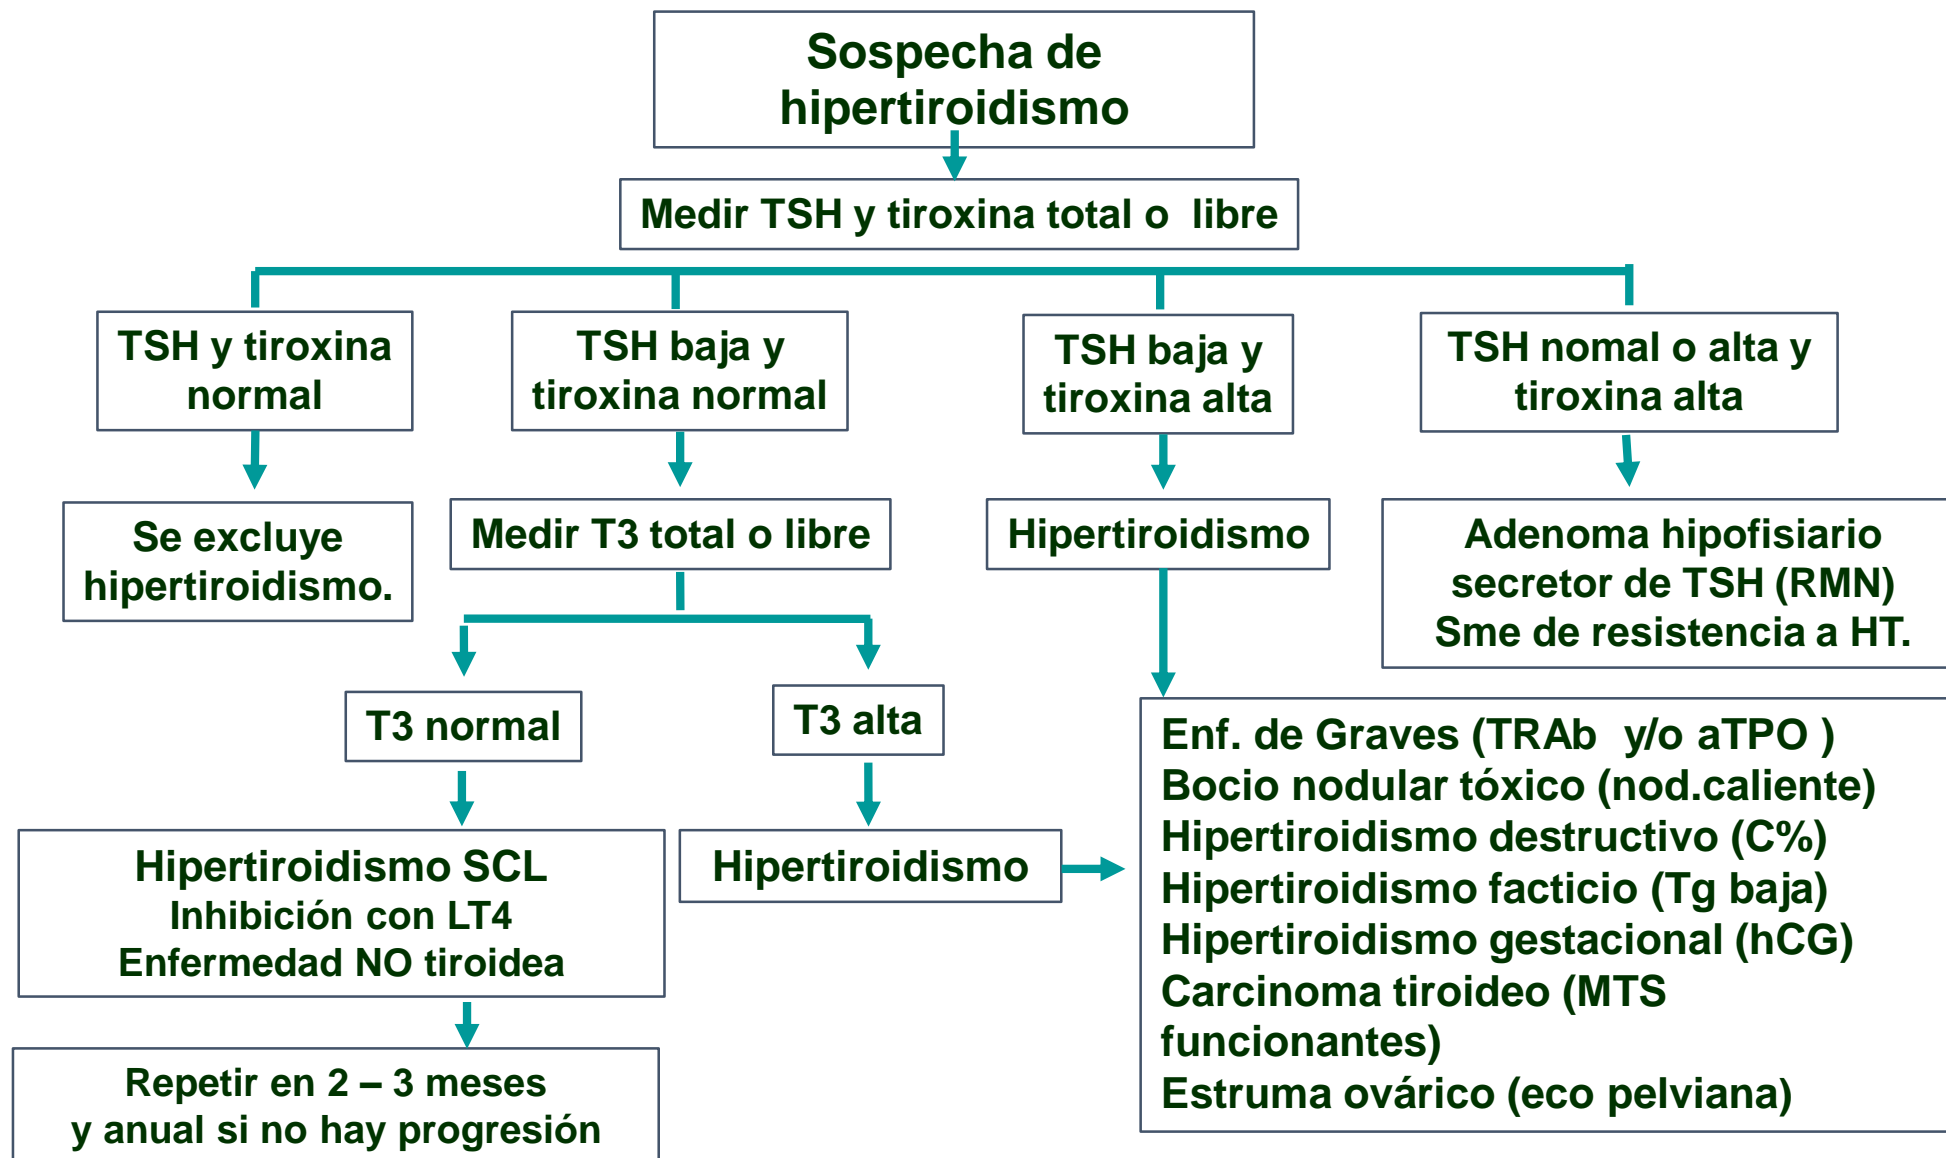 Sospecha de
hipertiroidismo
Medir TSH y tiroxina total o libre
TSH y tiroxina
normal
TSH baja y
tiroxina normal
TSH baja y
tiroxina alta
TSH nomal o alta y
tiroxina alta
Se excluye
hipertiroidismo.
Medir T3 total o libre
Hipertiroidismo
Adenoma hipofisiario
secretor de TSH (RMN)
Sme de resistencia a HT.
T3 normal
T3 alta
Hipertiroidismo SCL
Inhibición con LT4
Enfermedad NO tiroidea
Hipertiroidismo
Enf. de Graves (TRAb y/o aTPO )
Bocio nodular tóxico (nod.caliente)
Hipertiroidismo destructivo (C%)
Hipertiroidismo facticio (Tg baja)
Hipertiroidismo gestacional (hCG)
Carcinoma tiroideo (MTS
funcionantes)
Estruma ovárico (eco pelviana)
Repetir en 2 – 3 meses
y anual si no hay progresión